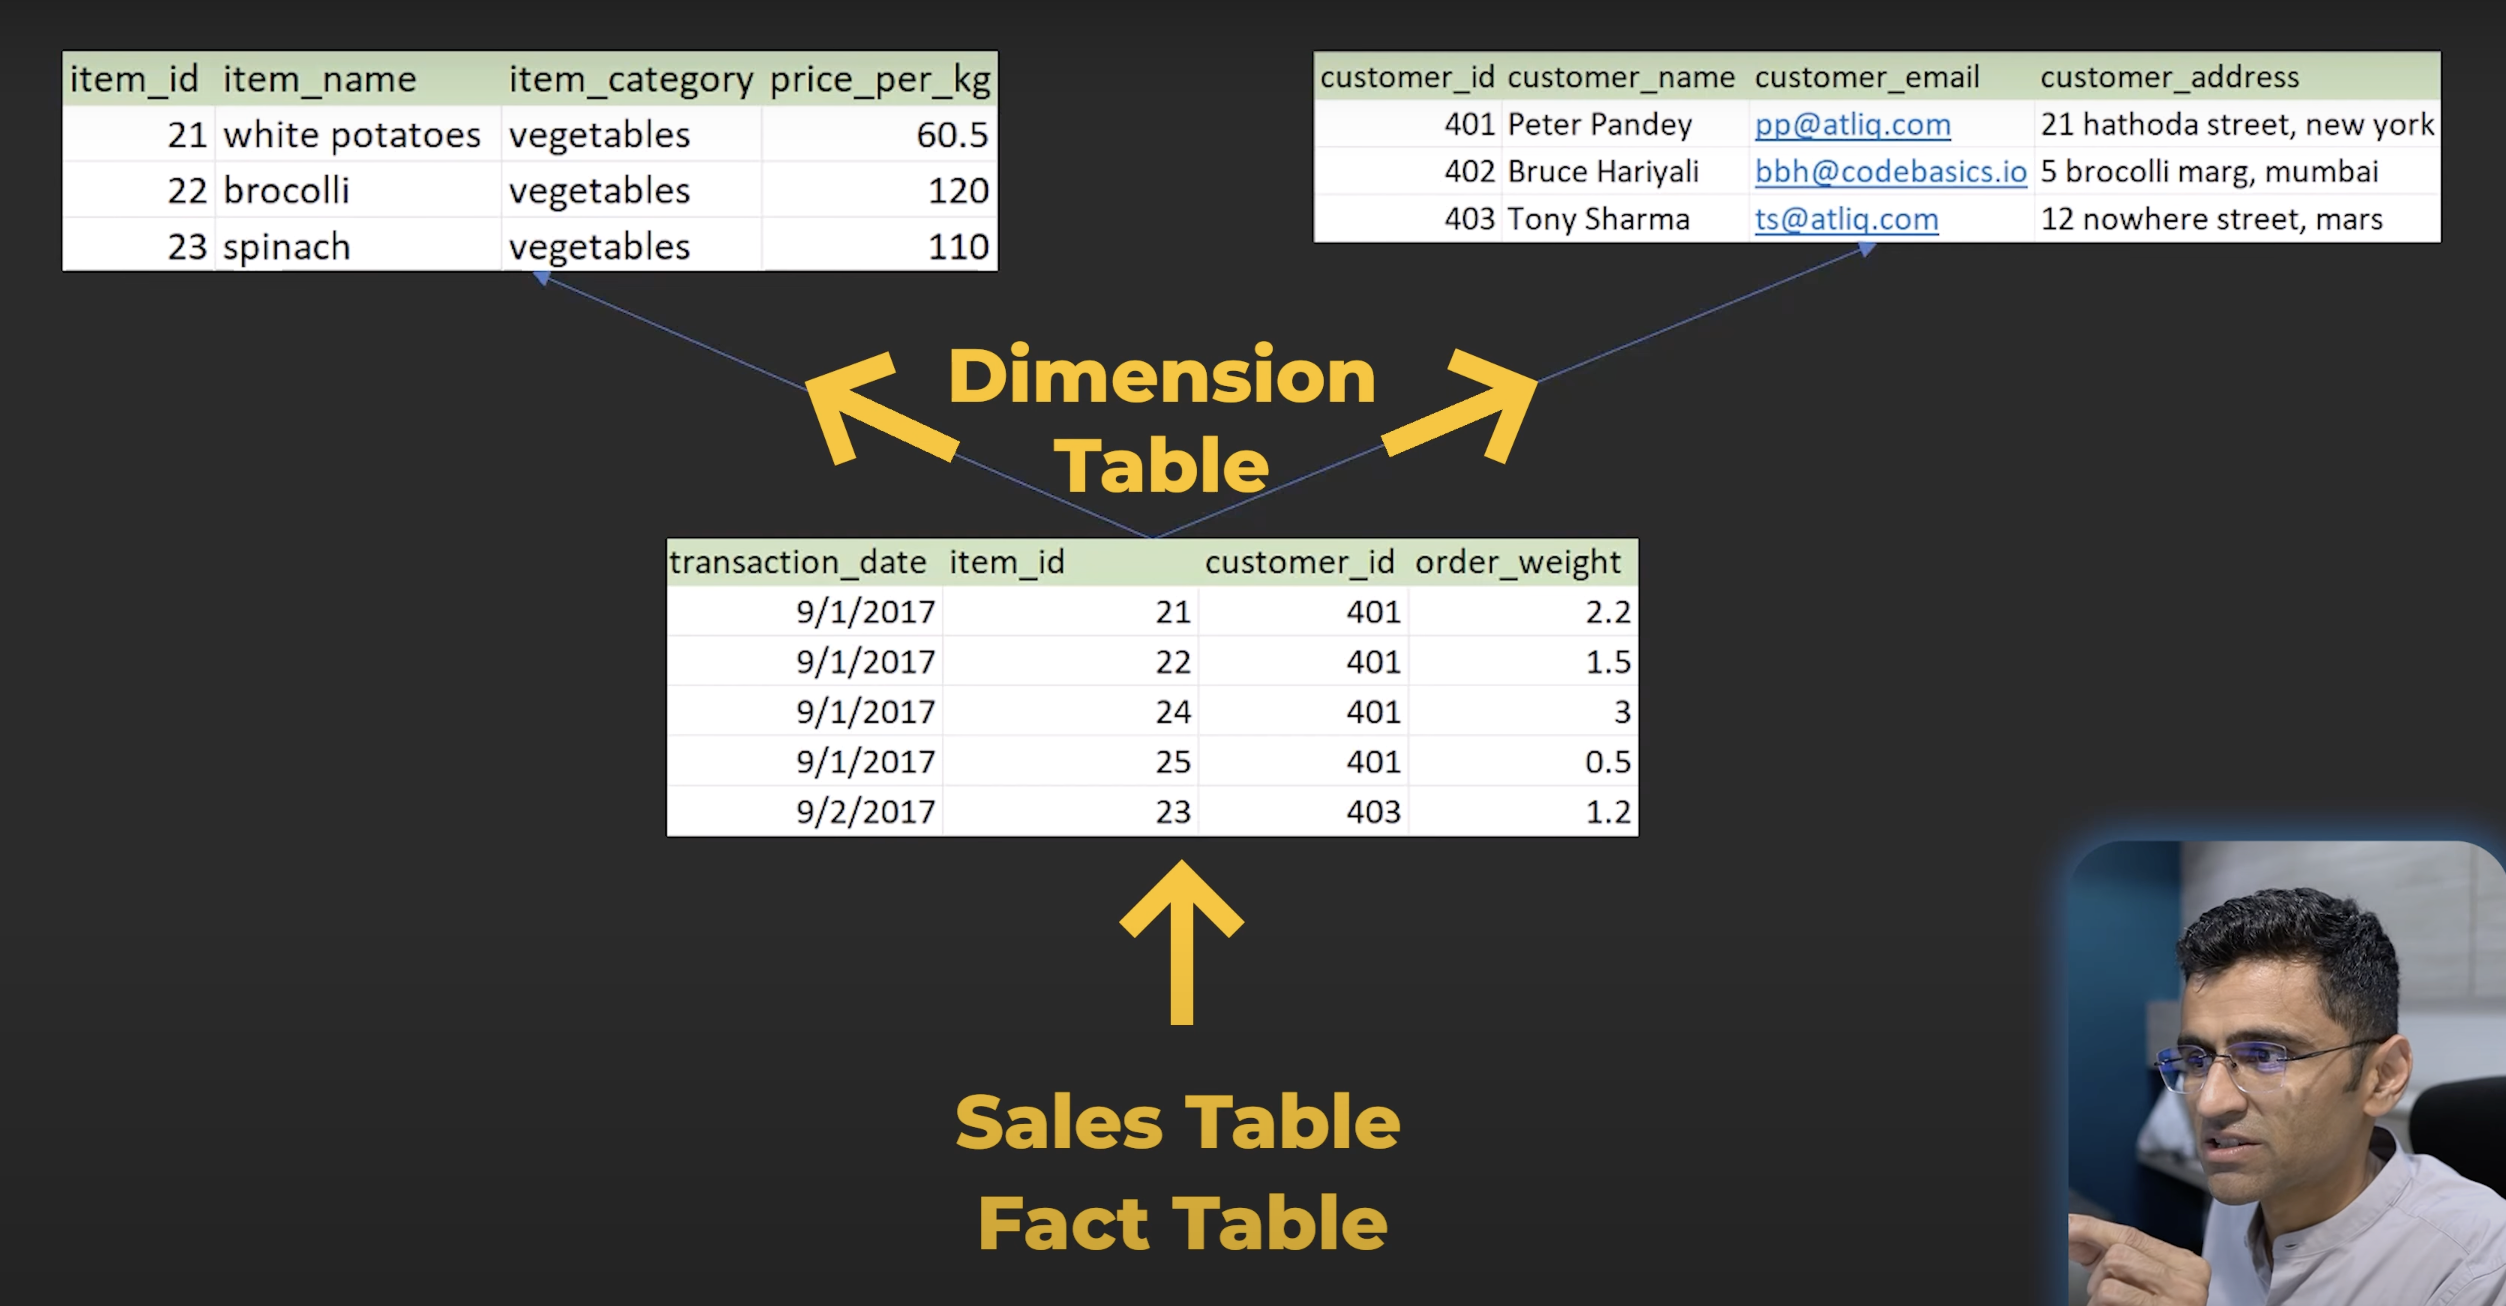 item_id item_name item_category price_per_kg
21 white potatoes vegetables 60.5
22 brocolli vegetables 120
23 spinach vegetables 110
customer_id customer_name customer_email customer_address
401 Peter Pandey pp@atliq.com 21 hathoda street, new york
402 Bruce Hariyali bbh@codebasics.io 5 brocolli marg, mumbai
403 Tony Sharma ts@atliq.com 12 nowhere street, mars
Dimension
Table
transaction_date item_id customer_id order_weight
9/1/2017 21 401 2.2
9/1/2017 22 401 1.5
9/1/2017 24 401 3
9/1/2017 25 401 0.5
9/2/2017 23 403 1.2
Sales Table
Fact Table